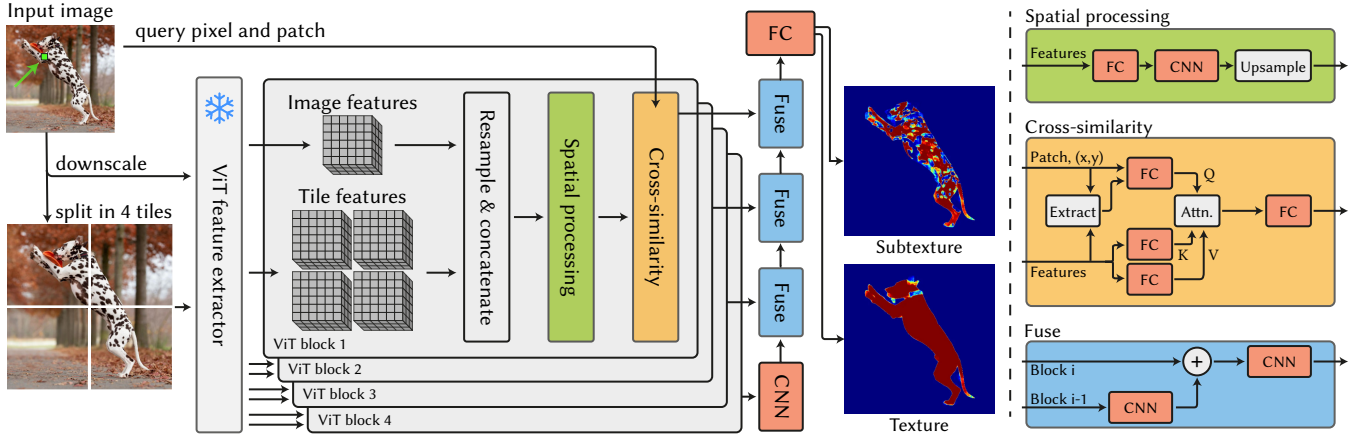 Input image
query pixel and patch
downscale
split in 4 tiles
ViT feature extractor
Image features
Tile features
Resample & concatenate
Spatial processing
Cross-similarity
ViT block 1
ViT block 2
ViT block 3
ViT block 4
FC
Fuse
Fuse
Fuse
CNN
Subtexture
Texture
Spatial processing
Features
FC
CNN
Upsample
Cross-similarity
Patch, (x,y)
FC
Q
Extract
Attn.
FC
FC
K
V
Features
FC
Fuse
Block i
+
CNN
Block i-1
CNN